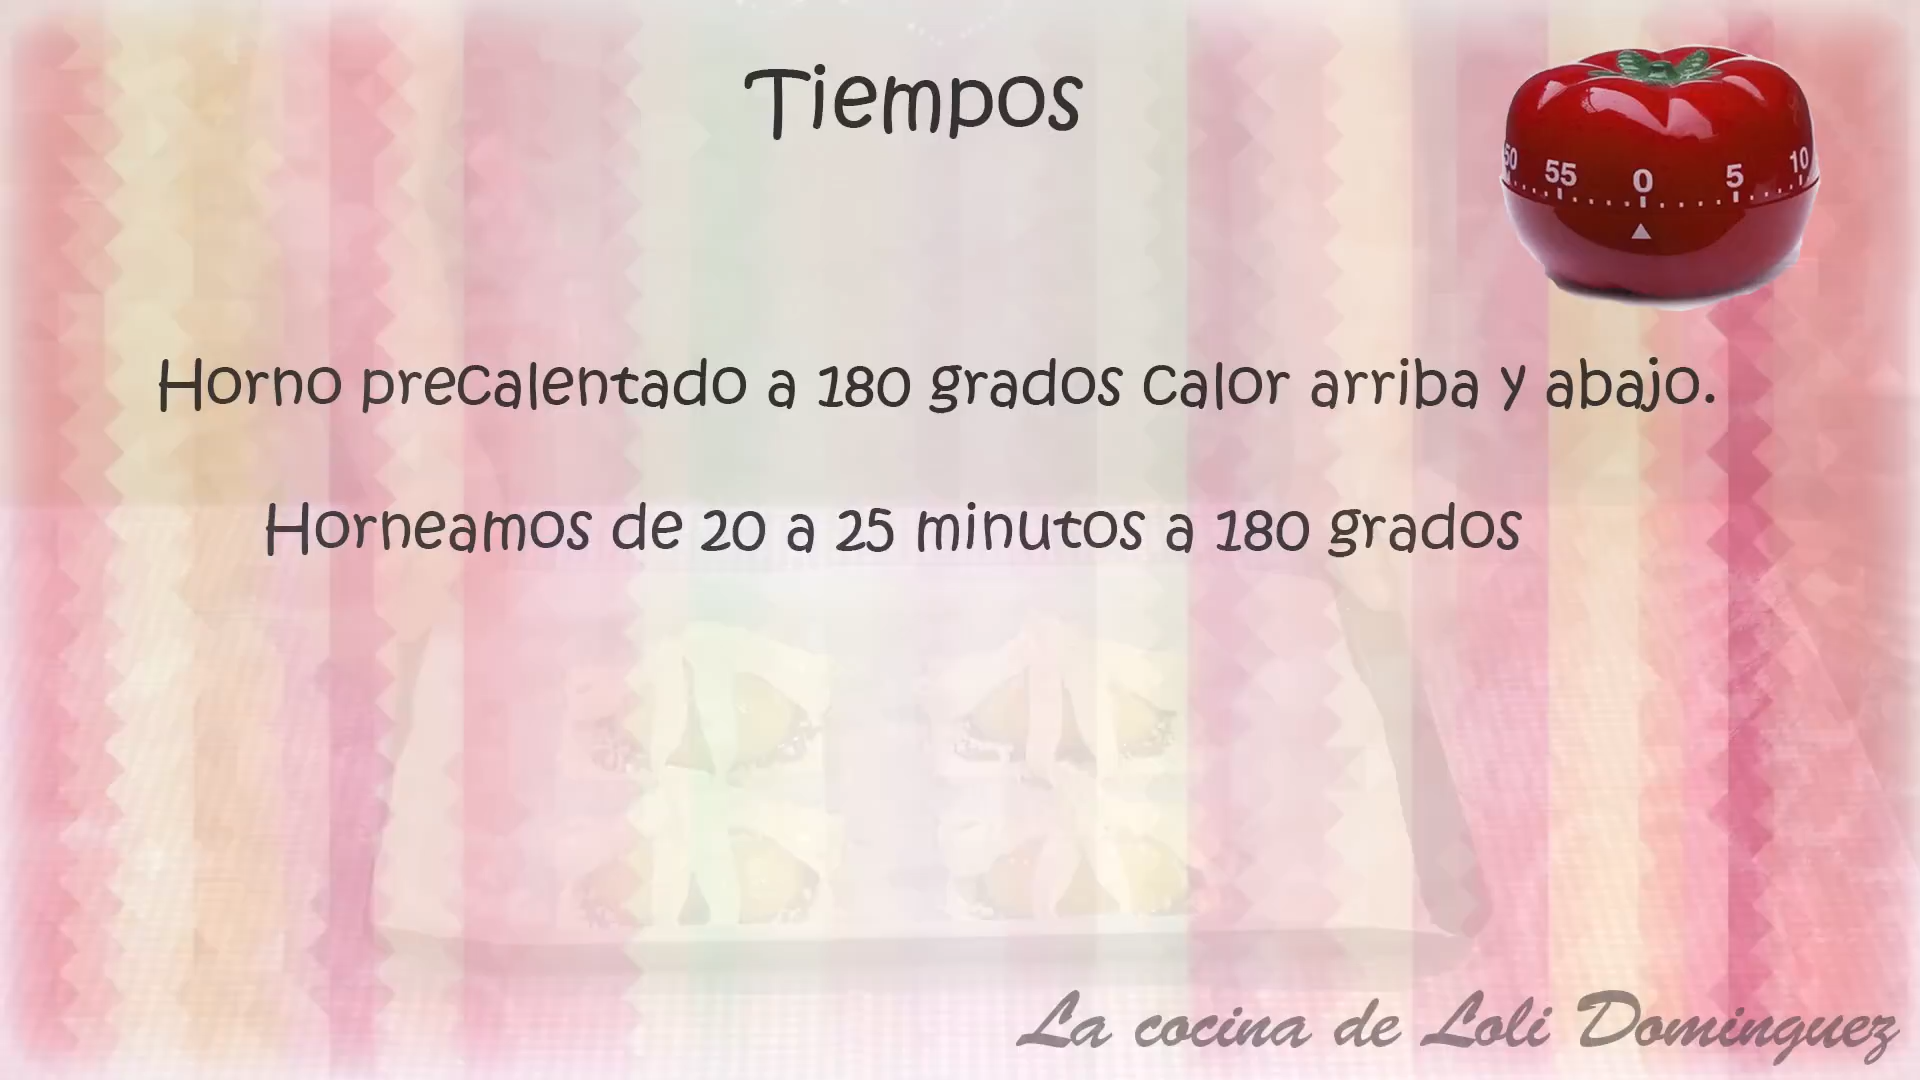 Tiempos
50 55 0 5 10
Horno precalentado a 180 grados calor arriba y abajo.
Horneamos de 20 a 25 minutos a 180 grados
La cocina de Loli Dominguez